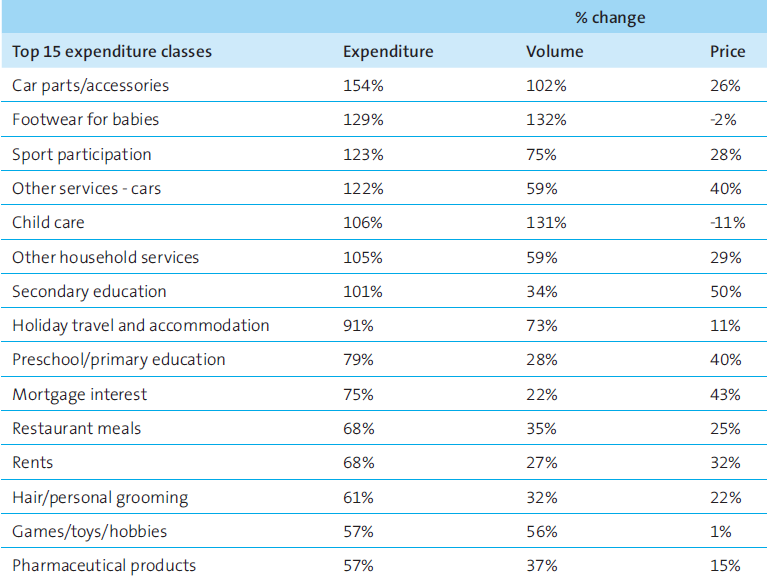 % change
Top 15 expenditure classes Expenditure Volume Price
Car parts/accessories 154% 102% 26%
Footwear for babies 129% 132% -2%
Sport participation 123% 75% 28%
Other services - cars 122% 59% 40%
Child care 106% 131% -11%
Other household services 105% 59% 29%
Secondary education 101% 34% 50%
Holiday travel and accommodation 91% 73% 11%
Preschool/primary education 79% 28% 40%
Mortgage interest 75% 22% 43%
Restaurant meals 68% 35% 25%
Rents 68% 27% 32%
Hair/personal grooming 61% 32% 22%
Games/toys/hobbies 57% 56% 1%
Pharmaceutical products 57% 37% 15%